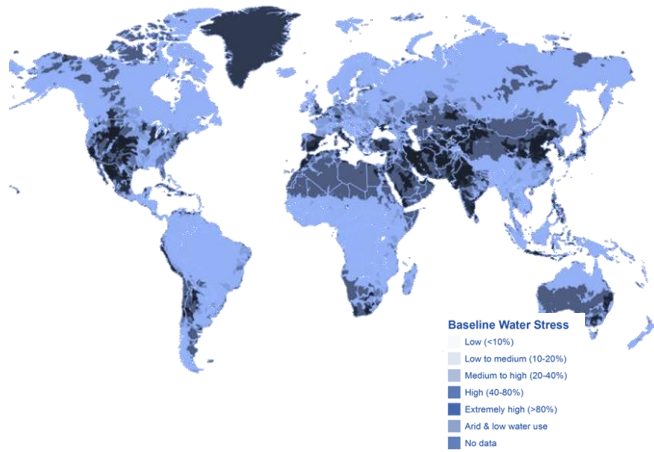 Baseline Water Stress
Low (<10%)
Low to medium (10-20%)
Medium to high (20-40%)
High (40-80%)
Extremely high (>80%)
Arid & low water use
No data